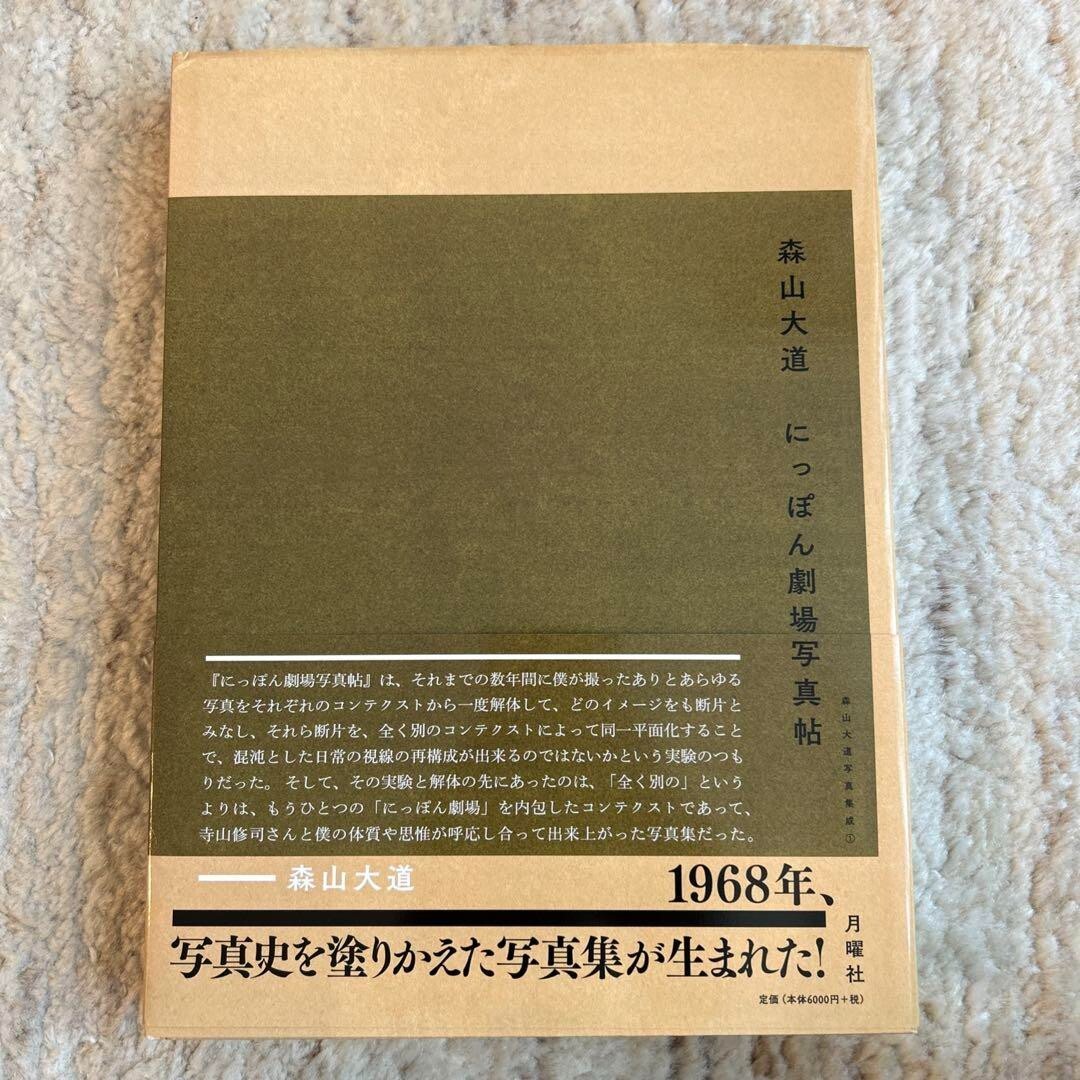 森山大道 にっぽん劇場写真帖
森山大道写真集成①
『にっぽん劇場写真帖』は、それまでの数年間に僕が撮ったありとあらゆる
写真をそれぞれのコンテクストから一度解体して、どのイメージをも断片と
みなし、それら断片を、全く別のコンテクストによって同一平面化すること
で、混沌とした日常の視線の再構成が出来るのではないかという実験のつも
りだった。そして、その実験と解体の先にあったのは、「全く別の」という
よりは、もうひとつの「にっぽん劇場」を内包したコンテクストであって、
寺山修司さんと僕の体質や思惟が呼応し合って出来上がった写真集だった。
——森山大道
1968年、
写真史を塗りかえた写真集が生まれた!
月曜社
定価(本体6000円+税)